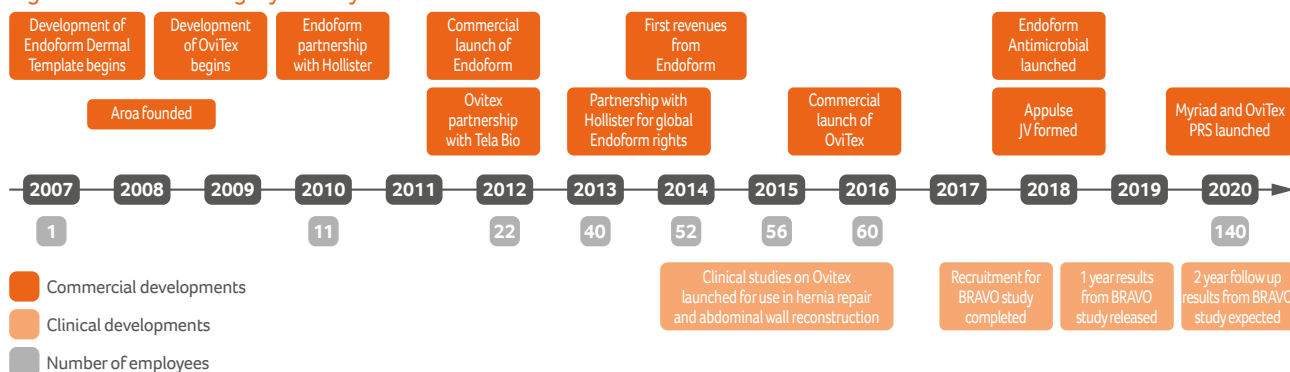 Development of
Endoform Dermal
Template begins
Development
of OviTex
begins
Endoform
partnership
with Hollister
Commercial
launch of
Endoform
First revenues
from
Endoform
Endoform
Antimicrobial
launched
Aroa founded
Ovitex
partnership
with Tela Bio
Partnership with
Hollister for global
Endoform rights
Commercial
launch of
OviTex
Appulse
JV formed
Myriad and OviTex
PRS launched
2007 2008 2009 2010 2011 2012 2013 2014 2015 2016 2017 2018 2019 2020
1 11 22 40 52 56 60 140
Clinical studies on Ovitex
launched for use in hernia repair
and abdominal wall reconstruction
Recruitment for
BRAVO study
completed
1 year results
from BRAVO
study released
2 year follow up
results from BRAVO
study expected
Commercial developments
Clinical developments
Number of employees